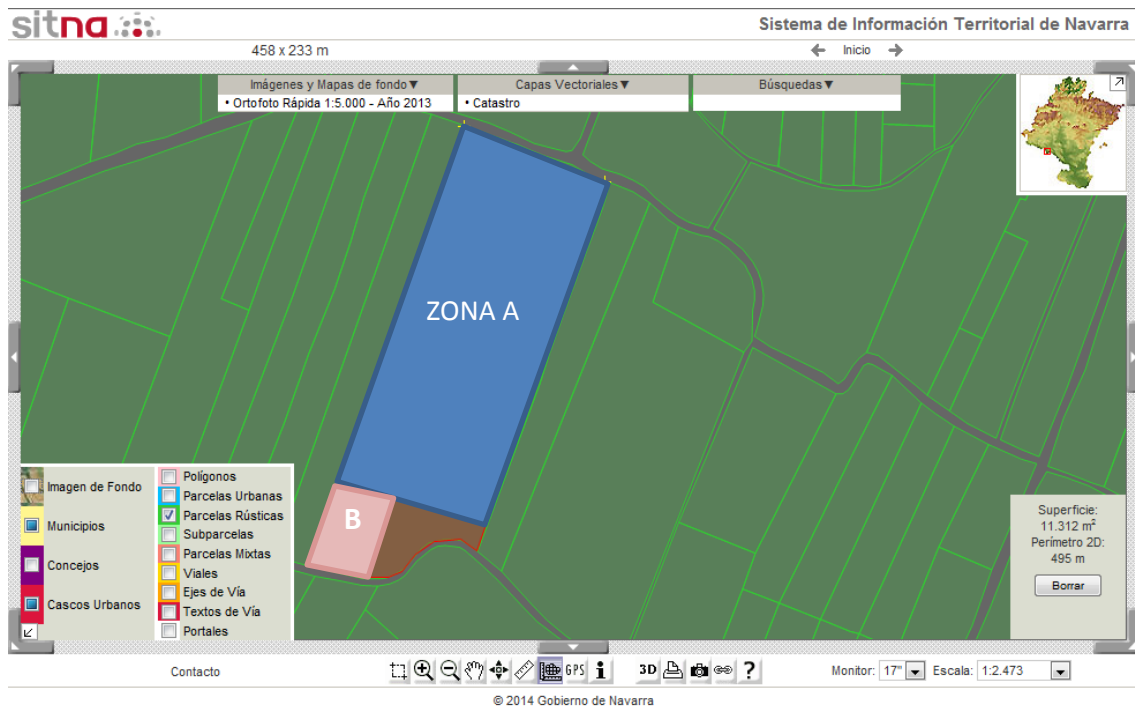 sitna
Sistema de Información Territorial de Navarra
458 x 233 m
Inicio
Imágenes y Mapas de fondo▼
Capas Vectoriales▼
Búsquedas▼
• Ortofoto Rápida 1:5.000 - Año 2013
• Catastro
ZONA A
B
Imagen de Fondo
Municipios
Concejos
Cascos Urbanos
Polígonos
Parcelas Urbanas
Parcelas Rústicas
Subparcelas
Parcelas Mixtas
Viales
Ejes de Vía
Textos de Vía
Portales
Superficie:
11.312 m²
Perímetro 2D:
495 m
Borrar
Contacto
GPS
i
3D
?
Monitor: 17"
Escala: 1:2.473
© 2014 Gobierno de Navarra